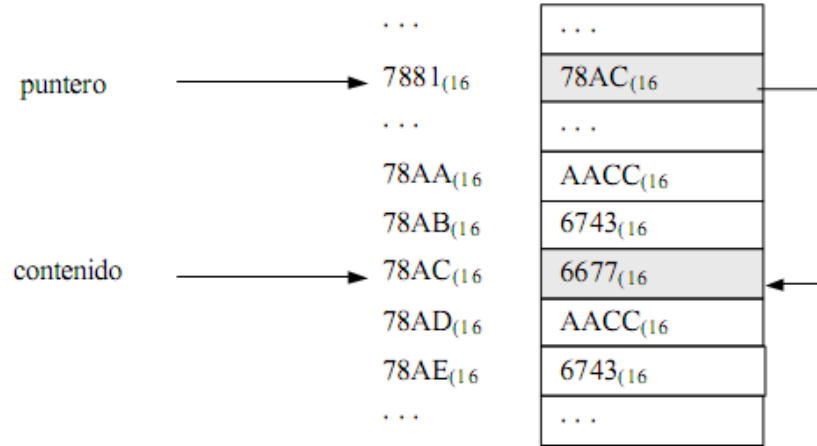 . . . . . .
puntero 7881(16 78AC(16
. . . . . .
78AA(16 AACC(16
78AB(16 6743(16
contenido 78AC(16 6677(16
78AD(16 AACC(16
78AE(16 6743(16
. . . . . .